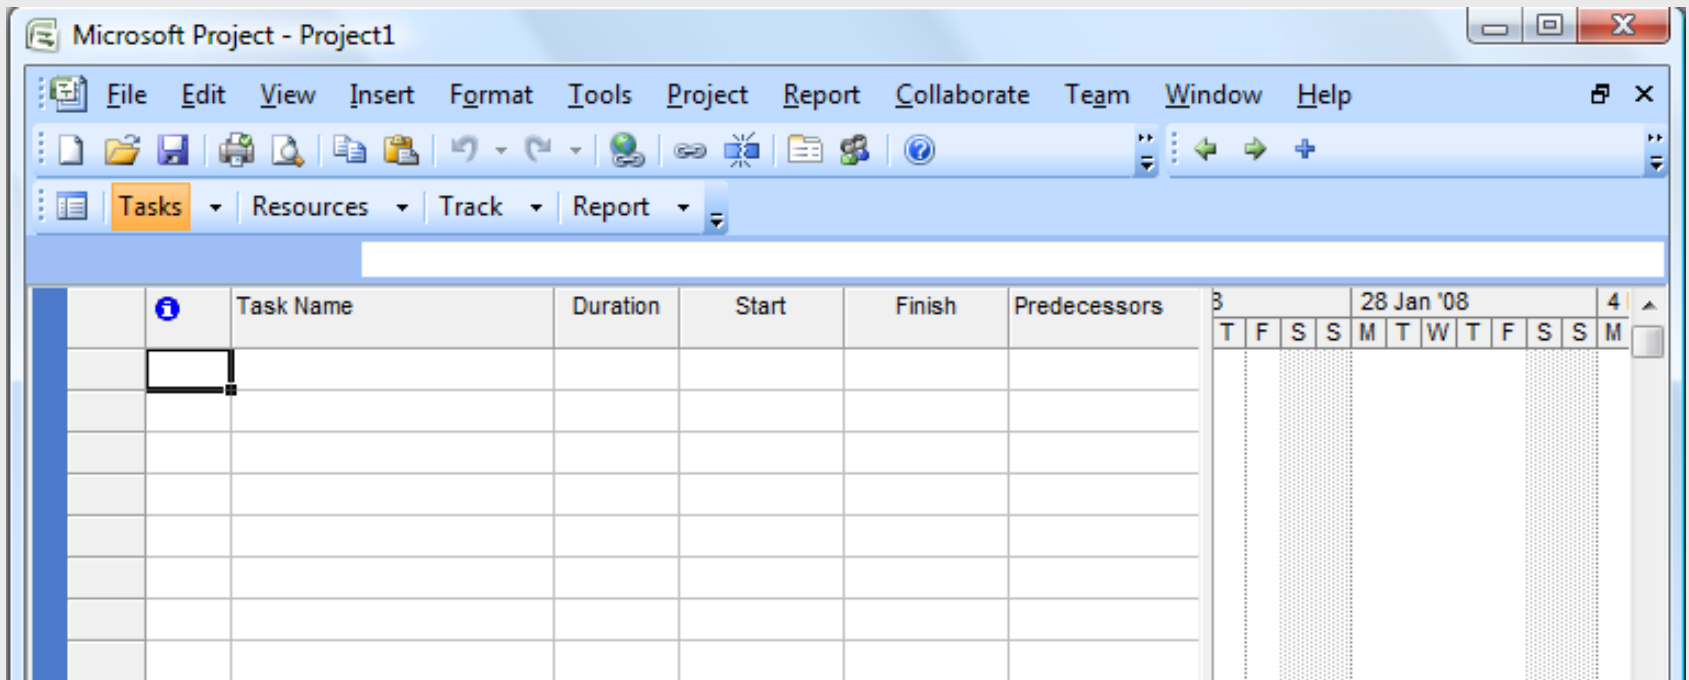 Microsoft Project - Project1
File Edit View Insert Format Tools Project Report Collaborate Team Window Help
Tasks Resources Track Report
Task Name Duration Start Finish Predecessors
28 Jan '08 4
T F S S M T W T F S S M